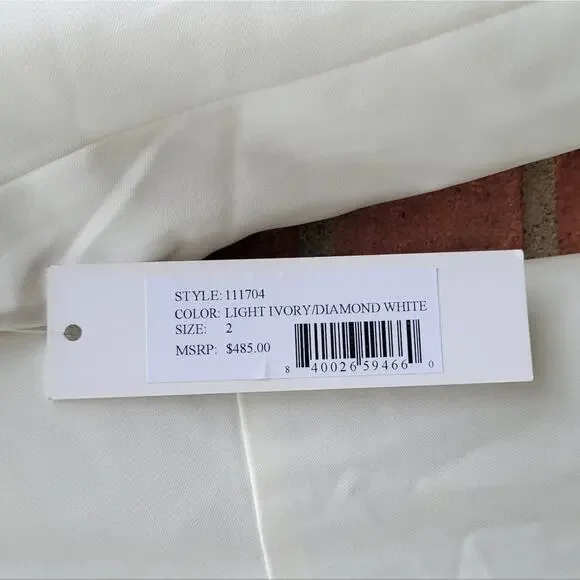 STYLE: 111704
COLOR: LIGHT IVORY/DIAMOND WHITE
SIZE: 2
MSRP: $485.00
8 40026 59466 0